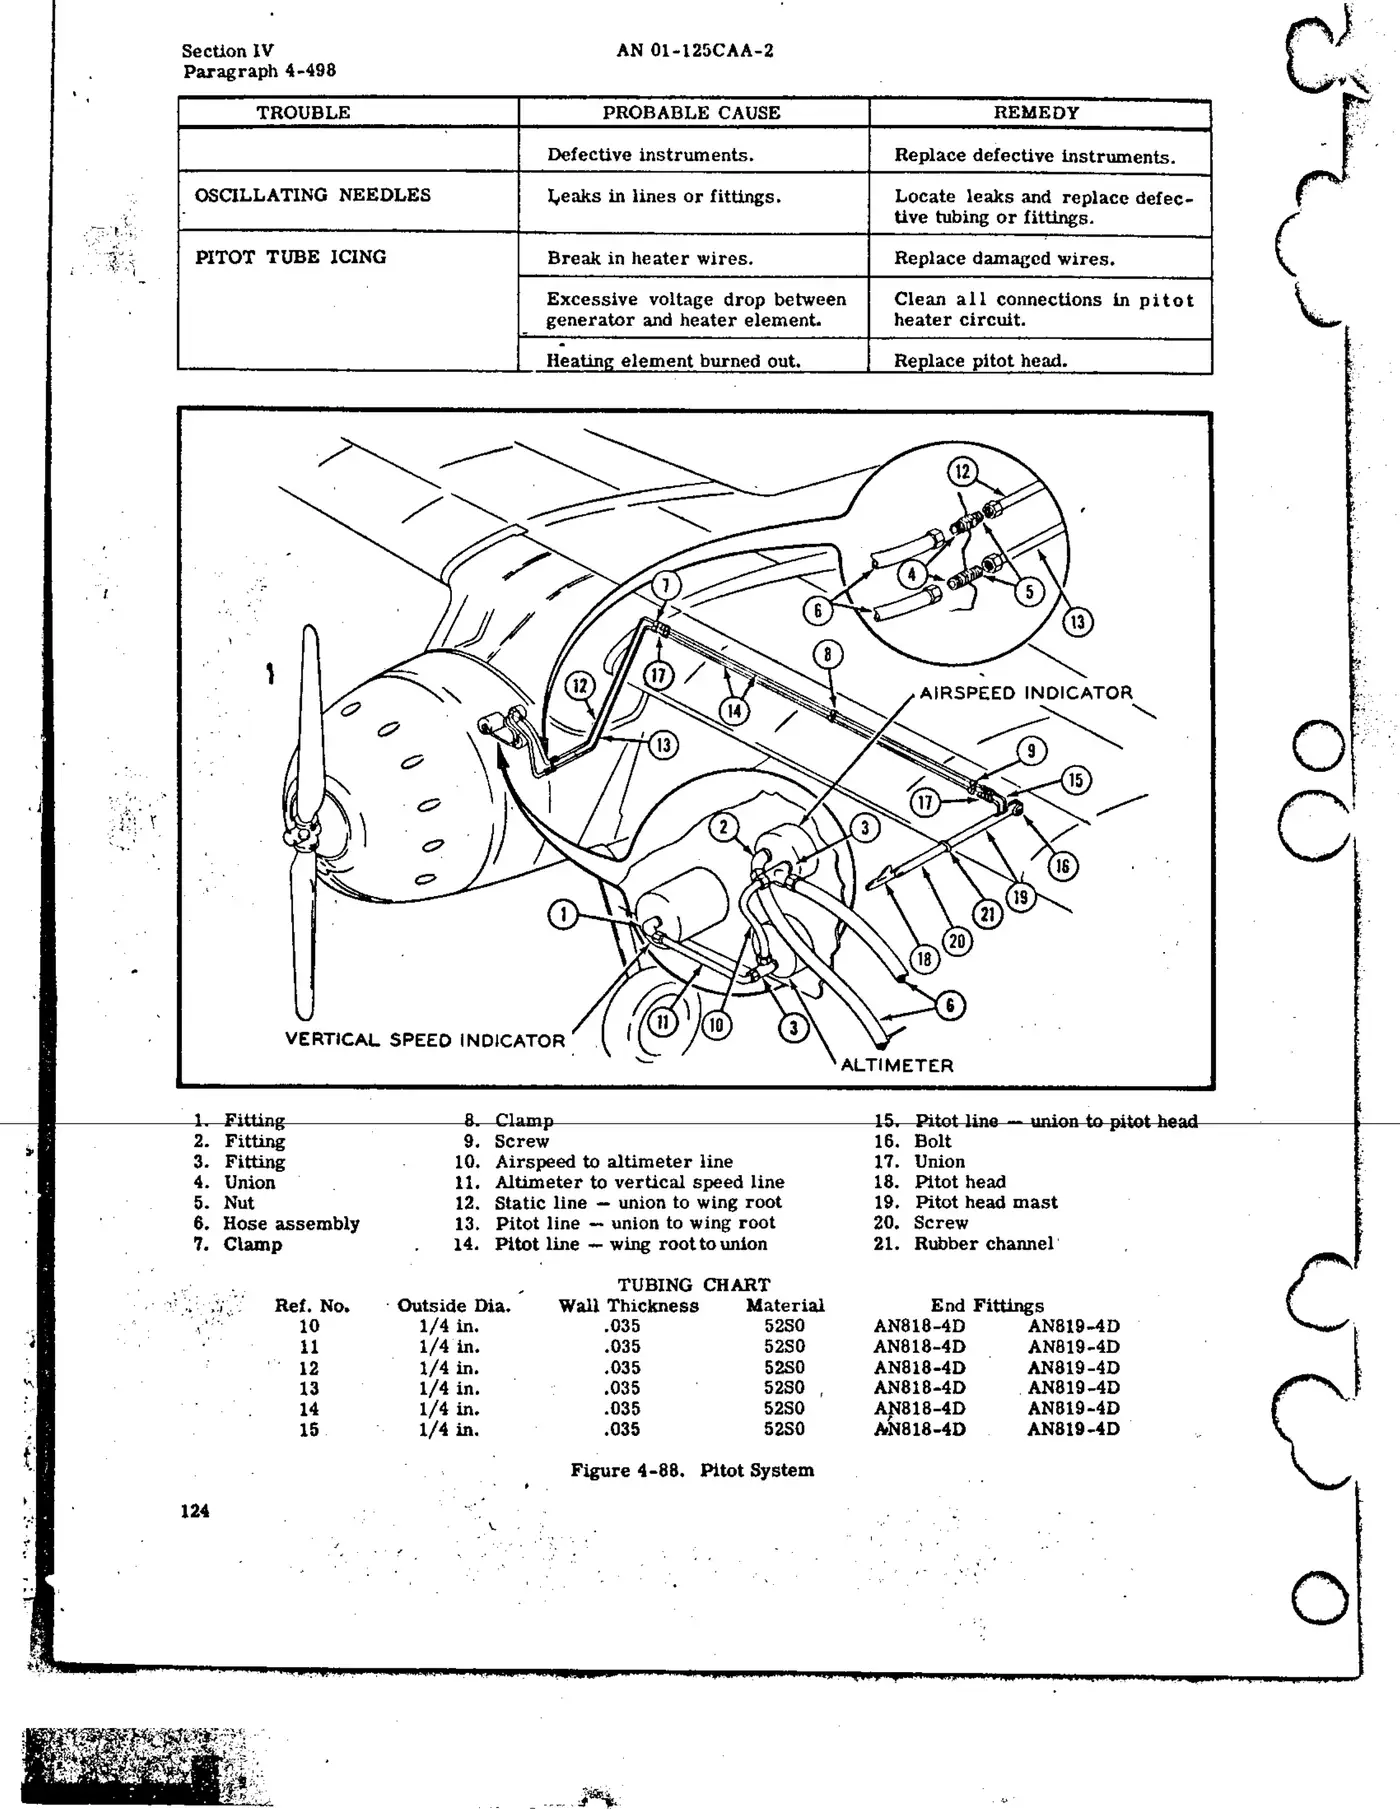 Section IV
AN 01-125CAA-2
Paragraph 4-498
TROUBLE PROBABLE CAUSE REMEDY
Defective instruments. Replace defective instruments.
OSCILLATING NEEDLES Leaks in lines or fittings. Locate leaks and replace defec-
tive tubing or fittings.
PITOT TUBE ICING Break in heater wires. Replace damaged wires.
Excessive voltage drop between Clean all connections in pitot
generator and heater element. heater circuit.
Heating element burned out. Replace pitot head.
12
4
5
6
13
7
8
17
12
14
AIRSPEED INDICATOR
13
9
15
17
2
3
16
1
19
21
20
18
6
11
10
3
VERTICAL SPEED INDICATOR
ALTIMETER
1. Fitting
2. Fitting
3. Fitting
4. Union
5. Nut
6. Hose assembly
7. Clamp
8. Clamp
9. Screw
10. Airspeed to altimeter line
11. Altimeter to vertical speed line
12. Static line — union to wing root
13. Pitot line — union to wing root
14. Pitot line — wing root to union
15. Pitot line — union to pitot head
16. Bolt
17. Union
18. Pitot head
19. Pitot head mast
20. Screw
21. Rubber channel
TUBING CHART
Ref. No. Outside Dia. Wall Thickness Material End Fittings
10 1/4 in. .035 52SO AN818-4D AN819-4D
11 1/4 in. .035 52SO AN818-4D AN819-4D
12 1/4 in. .035 52SO AN818-4D AN819-4D
13 1/4 in. .035 52SO AN818-4D AN819-4D
14 1/4 in. .035 52SO AN818-4D AN819-4D
15 1/4 in. .035 52SO AN818-4D AN819-4D
Figure 4-88. Pitot System
124